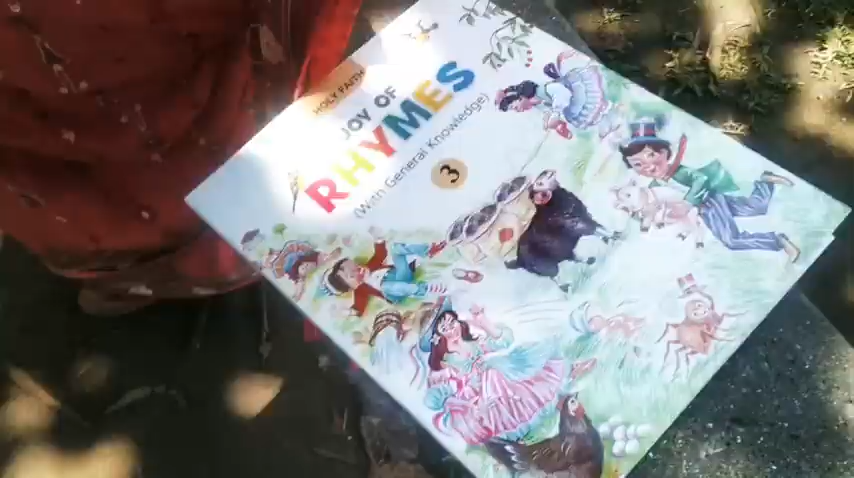 HOLY FAITH
JOY OF
RHYMES
(With General Knowledge)
3